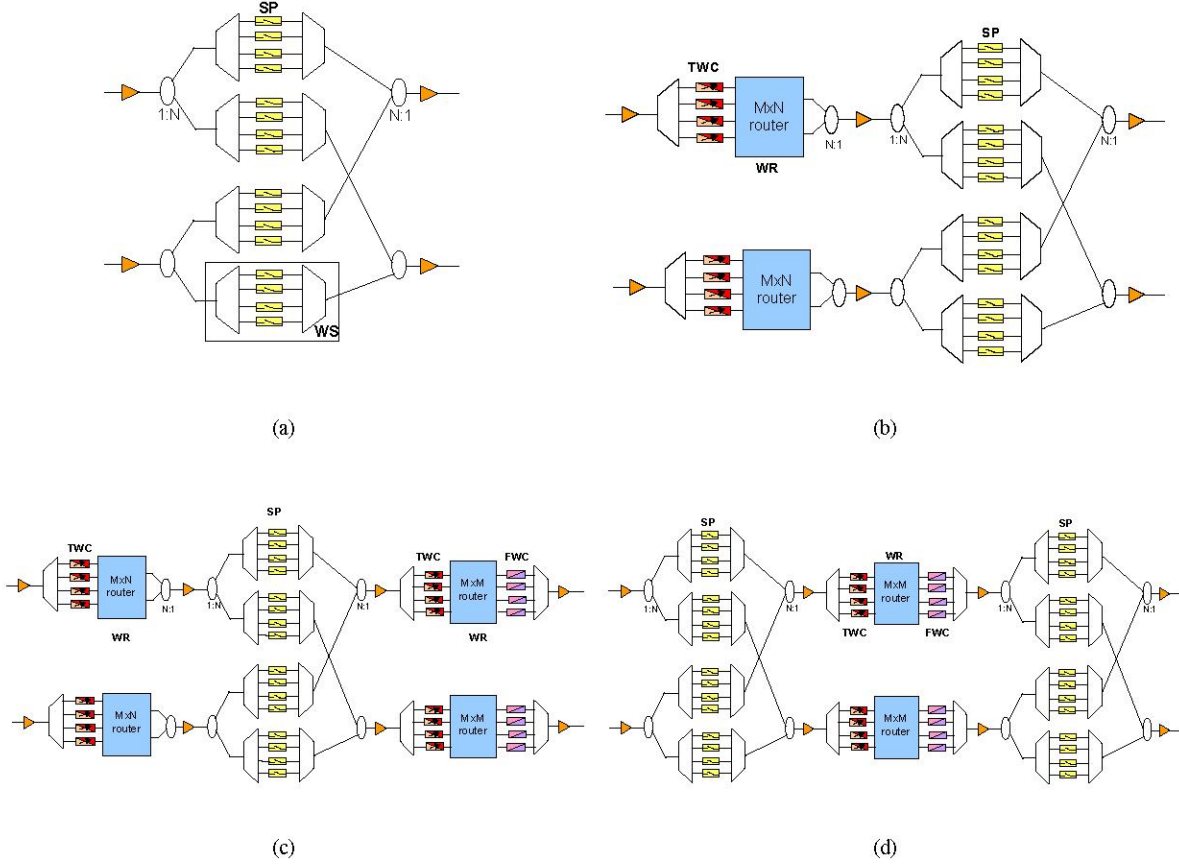 SP
1:N
N:1
WS
(a)
SP
TWC
MxN
router
WR
N:1
1:N
N:1
MxN
router
(b)
SP
TWC
MxN
router
WR
N:1
1:N
N:1
TWC
FWC
MxM
router
WR
MxN
router
MxM
router
(c)
SP
SP
WR
1:N
N:1
MxM
router
TWC
FWC
1:N
N:1
MxM
router
(d)